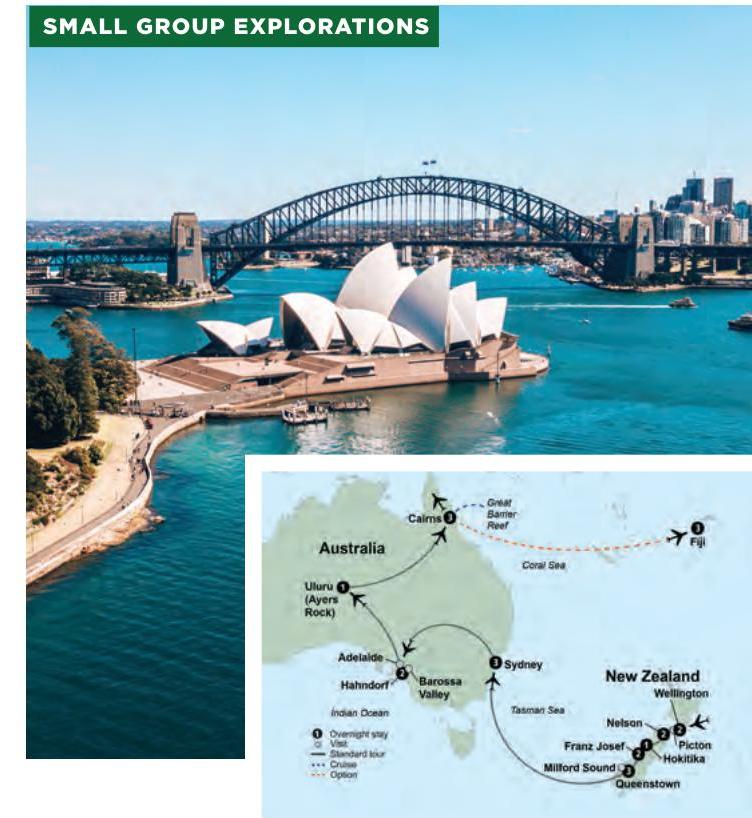 SMALL GROUP EXPLORATIONS
Great
Barrier
Reef
Cairns 3
3
Fiji
Australia
Coral Sea
Uluru 1
(Ayers
Rock)
Adelaide
3 Sydney
Hahndorf 2
Barossa
Valley
New Zealand
Wellington
Indian Ocean
Tasman Sea
Nelson 2 2
Picton
Franz Josef 2 1
Hokitika
Milford Sound 3
Queenstown
1 Overnight stay
Visit
Standard tour
Cruise
Option